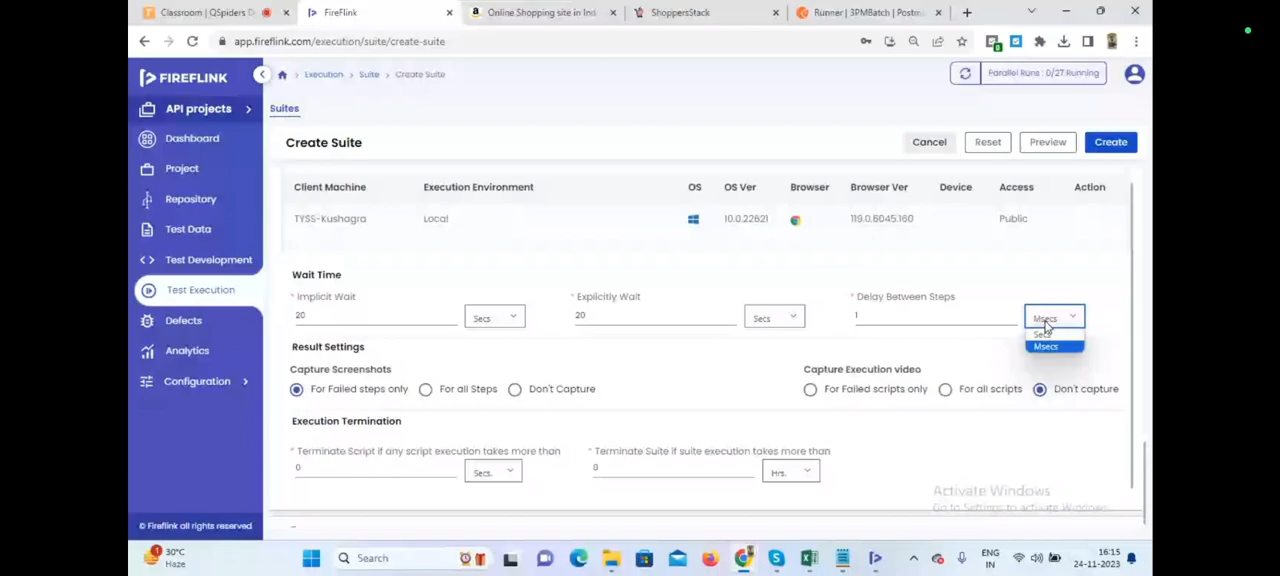 Classroom | QSpiders D
FireFlink
Online Shopping site in Ind
ShoppersStack
Runner | 3PMBatch | Postm
app.fireflink.com/execution/suite/create-suite
FIREFLINK
Execution > Suite > Create Suite
Parallel Runs : 0/27 Running
API projects
Suites
Dashboard
Create Suite
Cancel
Reset
Preview
Create
Project
Client Machine Execution Environment OS OS Ver Browser Browser Ver Device Access Action
Repository
TYSS-Kushagra Local 10.0.22621 119.0.6045.160 Public
Test Data
Test Development
Wait Time
Test Execution
* Implicit Wait * Explicitly Wait * Delay Between Steps
20 Secs 20 Secs 1 Msecs
Defects
Secs
Msecs
Result Settings
Analytics
Capture Screenshots Capture Execution video
Configuration
For Failed steps only For all Steps Don't Capture For Failed scripts only For all scripts Don't capture
Execution Termination
* Terminate Script if any script execution takes more than * Terminate Suite if suite execution takes more than
0 Secs. 0 Hrs.
Activate Windows
Go to Settings to activate Windows.
© Fireflink all rights reserved
1
30°C
Haze
Search
ENG
IN
16:15
24-11-2023